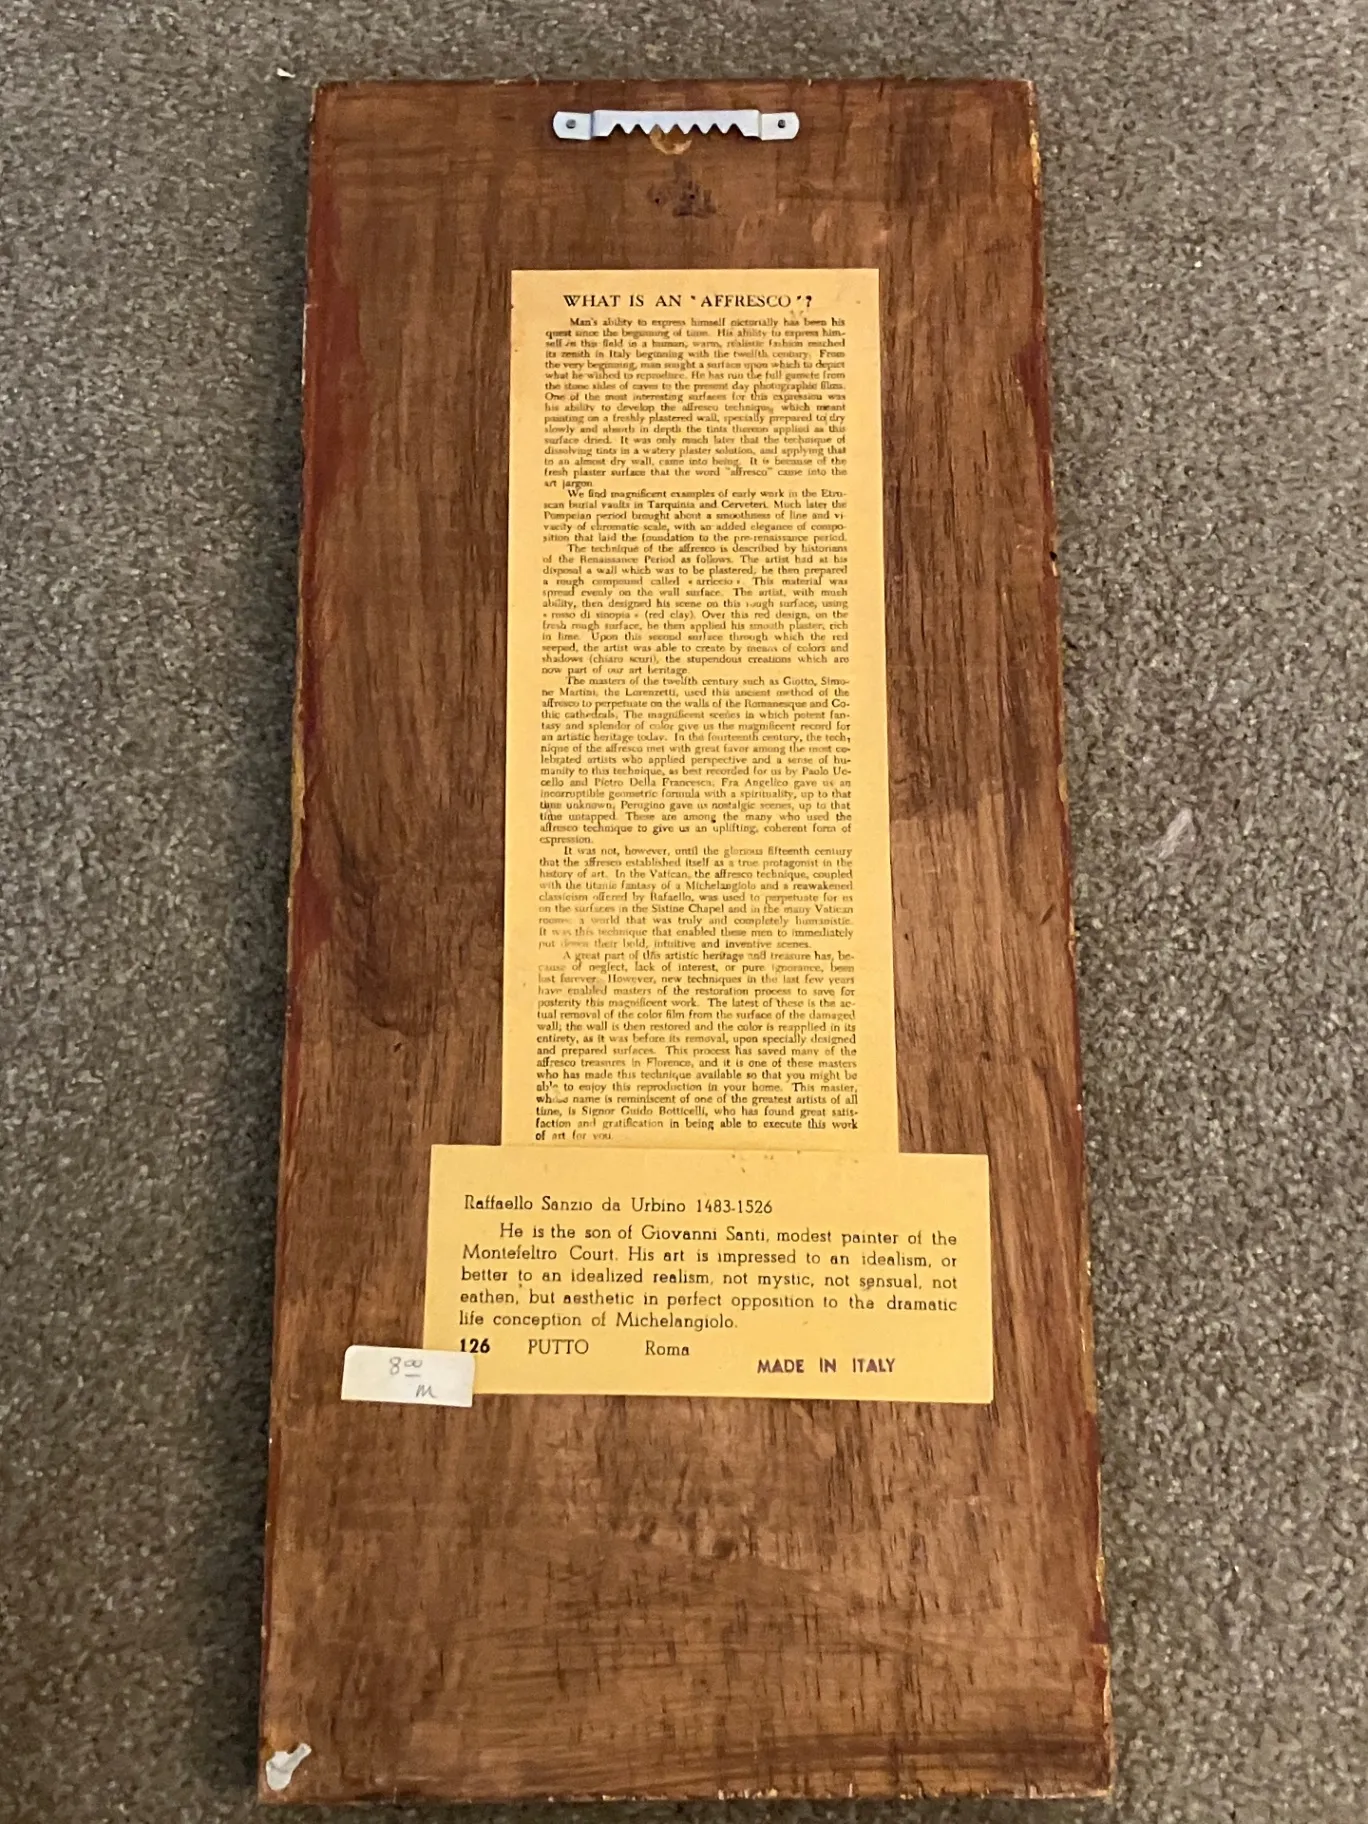 WHAT IS AN "AFFRESCO"?
Man's ability to express himself pictorially has been his
quest since the beginning of time. His ability to express him-
self in this field in a human, warm, realistic fashion reached
its zenith in Italy beginning with the twelfth century. From
the very beginning, man sought a surface upon which to depict
what he wished to reproduce. He has run the full gamete from
the stone sides of caves to the present day photographic films.
One of the most interesting surfaces for this expression was
his ability to develop the affresco technique, which meant
painting on a freshly plastered wall, specially prepared to dry
slowly and absorb in depth the tints thereon applied as this
surface dried. It was only much later that the technique of
dissolving tints in a watery plaster solution, and applying that
to an almost dry wall, came into being. It is because of the
fresh plaster surface that the word "affresco" came into the
art jargon.
We find magnificent examples of early work in the Etru-
scan burial vaults in Tarquinia and Cerveteri. Much later the
Pompeian period brought about a smoothness of line and vi-
vacity of chromatic scale, with an added elegance of compo-
sition that laid the foundation to the pre-renaissance period.
The technique of the affresco is described by historians
of the Renaissance Period as follows. The artist had at his
disposal a wall which was to be plastered, he then prepared
a rough compound called « arriccio ». This material was
spread evenly on the wall surface. The artist, with much
ability, then designed his scene on this rough surface, using
« rosso di sinopia » (red clay). Over this red design, on the
fresh rough surface, he then applied his smooth plaster, rich
in lime. Upon this second surface through which the red
seeped, the artist was able to create by means of colors and
shadows (chiaro scuri), the stupendous creations which are
now part of our art heritage.
The masters of the twelfth century such as Giotto, Simo-
ne Martini, the Lorenzetti, used this ancient method of the
affresco to perpetuate on the walls of the Romanesque and Go-
thic cathedrals, The magnificent scenes in which potent fan-
tasy and splendor of color give us the magnificent record for
an artistic heritage today. In the fourteenth century, the tech,
nique of the affresco met with great favor among the most ce-
lebrated artists who applied perspective and a sense of hu-
manity to this technique, as best recorded for us by Paolo Uc-
cello and Pietro Della Francesca. Fra Angelico gave us an
incorruptible geometric formula with a spirituality, up to that
time unknown, Perugino gave us nostalgic scenes, up to that
time untapped. These are among the many who used the
affresco technique to give us an uplifting, coherent form of
expression.
It was not, however, until the glorious fifteenth century
that the affresco established itself as a true protagonist in the
history of art. In the Vatican, the affresco technique, coupled
with the titanic fantasy of a Michelangiolo and a reawakened
classicism offered by Rafaello, was used to perpetuate for us
on the surfaces in the Sistine Chapel and in the many Vatican
rooms a world that was truly and completely humanistic.
It was this technique that enabled these men to immediately
put down their bold, intuitive and inventive scenes.
A great part of this artistic heritage and treasure has, be-
cause of neglect, lack of interest, or pure ignorance, been
lost forever. However, new techniques in the last few years
have enabled masters of the restoration process to save for
posterity this magnificent work. The latest of these is the ac-
tual removal of the color film from the surface of the damaged
wall; the wall is then restored and the color is reapplied in its
entirety, as it was before its removal, upon specially designed
and prepared surfaces. This process has saved many of the
affresco treasures in Florence, and it is one of these masters
who has made this technique available so that you might be
able to enjoy this reproduction in your home. This master,
whose name is reminiscent of one of the greatest artists of all
time, is Signor Guido Botticelli, who has found great satis-
faction and gratification in being able to execute this work
of art for you.
Raffaello Sanzio da Urbino 1483-1526
He is the son of Giovanni Santi, modest painter of the
Montefeltro Court. His art is impressed to an idealism, or
better to an idealized realism, not mystic, not sensual, not
eathen, but aesthetic in perfect opposition to the dramatic
life conception of Michelangiolo.
126 PUTTO Roma
MADE IN ITALY
8 00
M